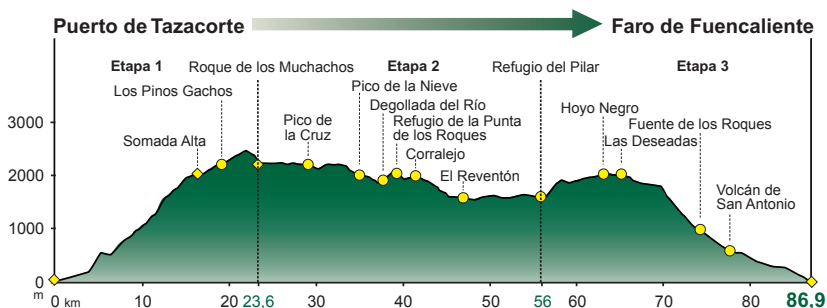 Puerto de Tazacorte
Faro de Fuencaliente
Etapa 1
Roque de los Muchachos
Etapa 2
Refugio del Pilar
Etapa 3
Los Pinos Gachos
Pico de la Nieve
Degollada del Río
Hoyo Negro
Somada Alta
Pico de
la Cruz
Refugio de la Punta
de los Roques
Fuente de los Roques
Las Deseadas
Corralejo
El Reventón
Volcán de
San Antonio
3000
2000
1000
0
m
0 km 10 20 23,6 30 40 50 56 60 70 80 86,9